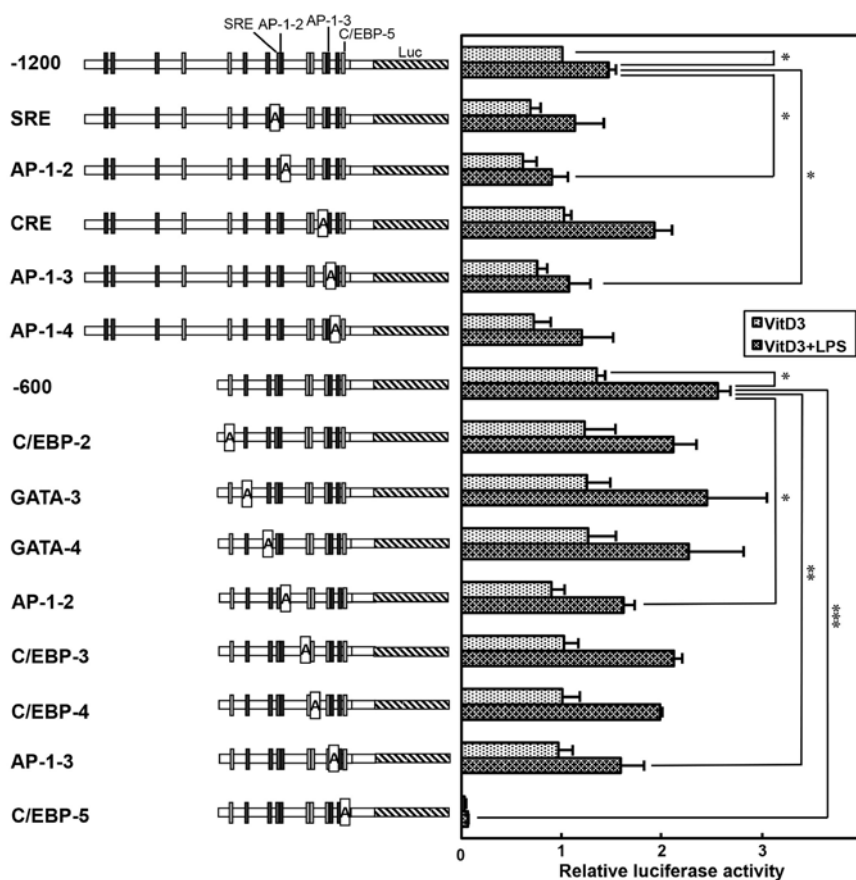 SRE AP-1-2 AP-1-3
C/EBP-5
Luc
-1200
*
SRE
A
*
AP-1-2
A
*
CRE
A
AP-1-3
A
AP-1-4
A
VitD3
VitD3+LPS
-600
*
C/EBP-2
A
GATA-3
A
*
GATA-4
A
**
AP-1-2
A
***
C/EBP-3
A
C/EBP-4
A
AP-1-3
A
C/EBP-5
A
0 1 2 3
Relative luciferase activity